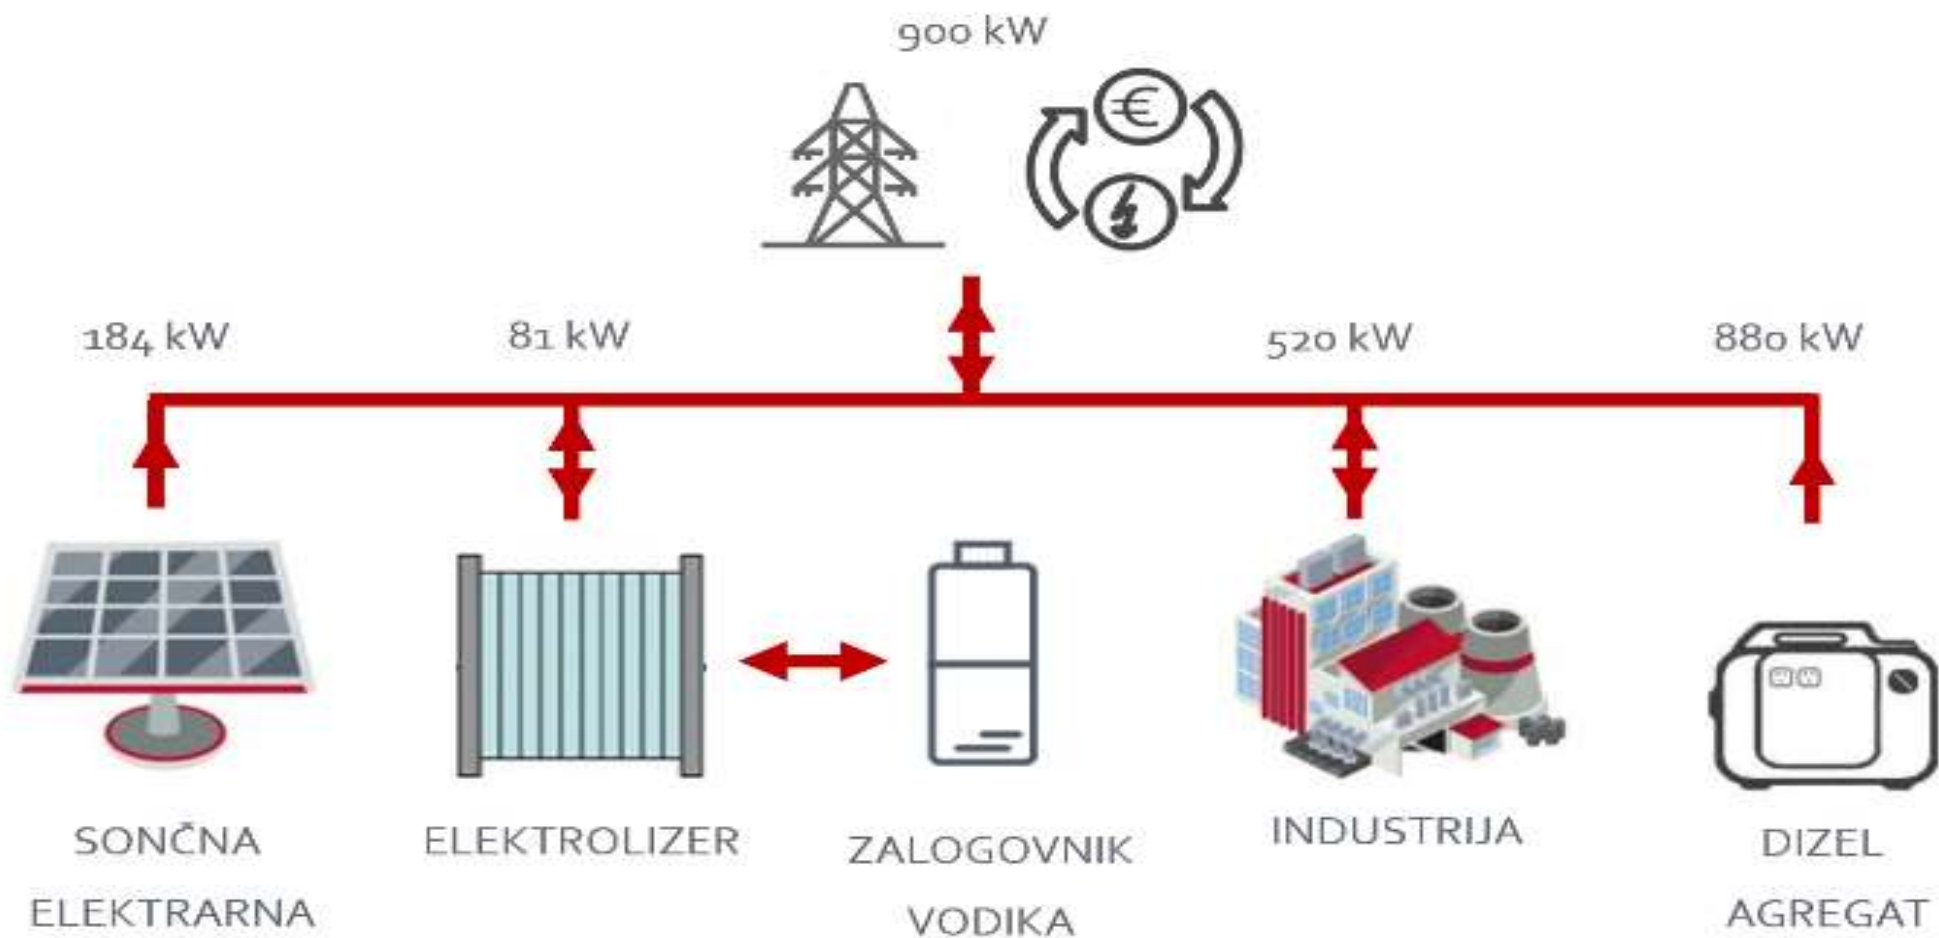 900 kW
184 kW
81 kW
520 kW
880 kW
SONČNA
ELEKTRARNA
ELEKTROLIZER
ZALOGOVNIK
VODIKA
INDUSTRIJA
DIZEL
AGREGAT